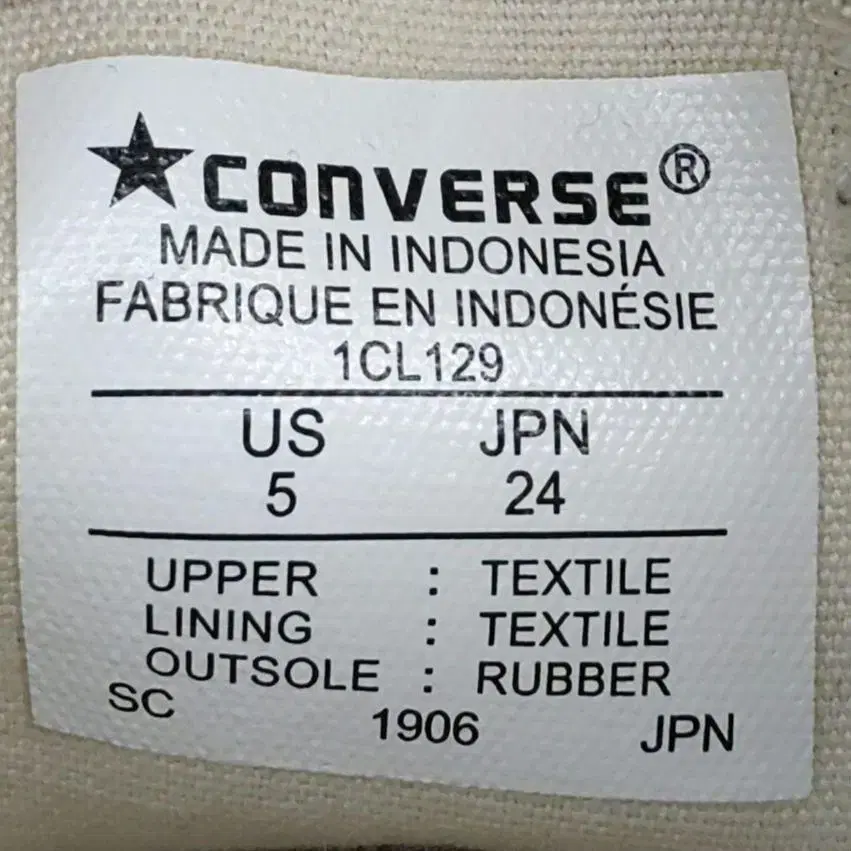 ★CONVERSE®
MADE IN INDONESIA
FABRIQUE EN INDONÉSIE
1CL129
US JPN
5 24
UPPER : TEXTILE
LINING : TEXTILE
OUTSOLE : RUBBER
SC 1906 JPN